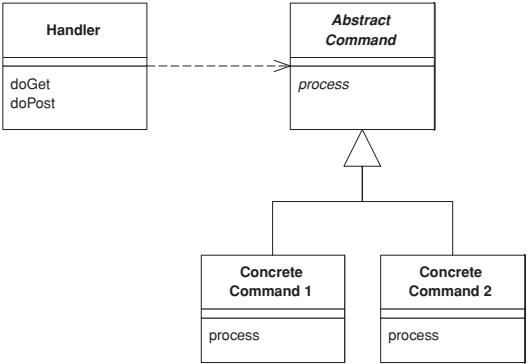 Handler
doGet
doPost
Abstract
Command
process
Concrete
Command 1
process
Concrete
Command 2
process